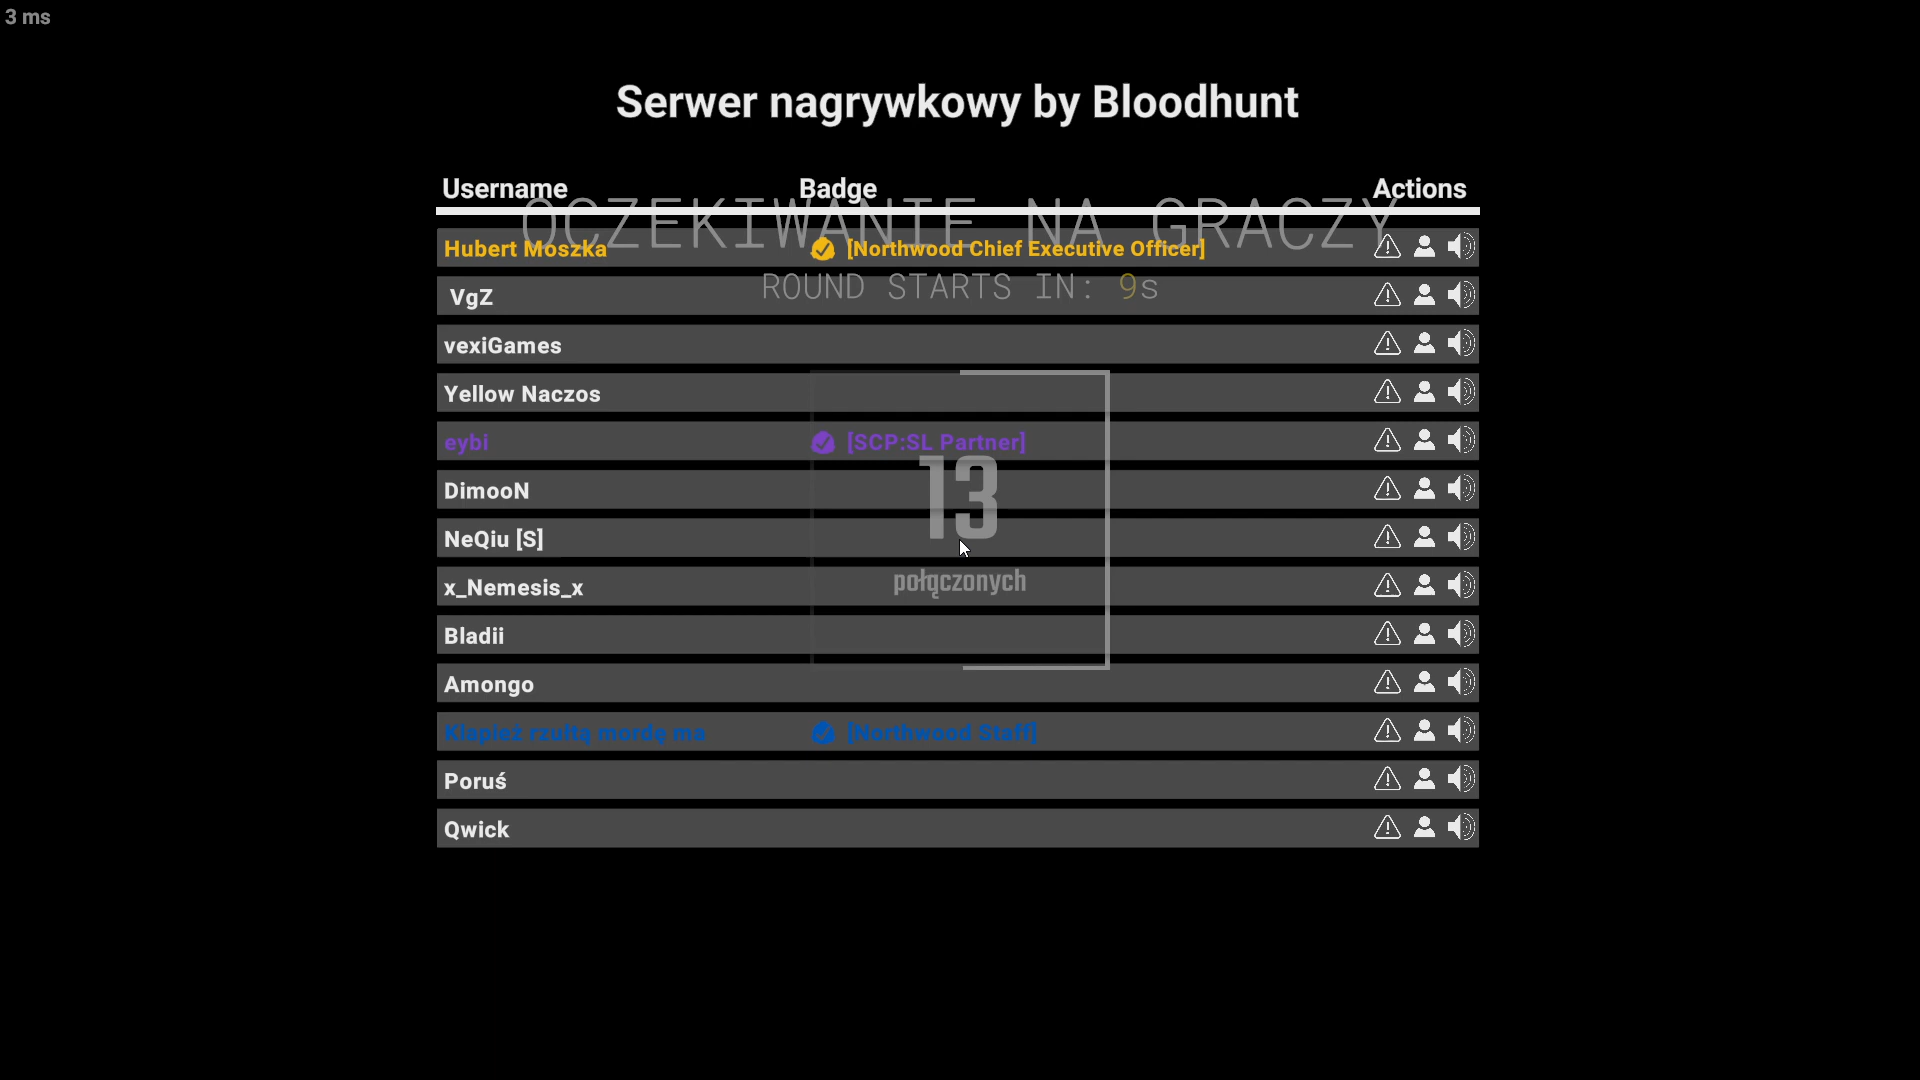 3 ms
Serwer nagrywkowy by Bloodhunt
Username Badge Actions
OCZEKIWANIE NA GRACZY
Hubert Moszka [Northwood Chief Executive Officer]
ROUND STARTS IN: 9s
VgZ
vexiGames
Yellow Naczos
eybi [SCP:SL Partner]
13
DimooN
NeQiu [S]
połączonych
x_Nemesis_x
Bladii
Amongo
Kłapież rzułtą mordę ma [Northwood Staff]
Poruś
Qwick